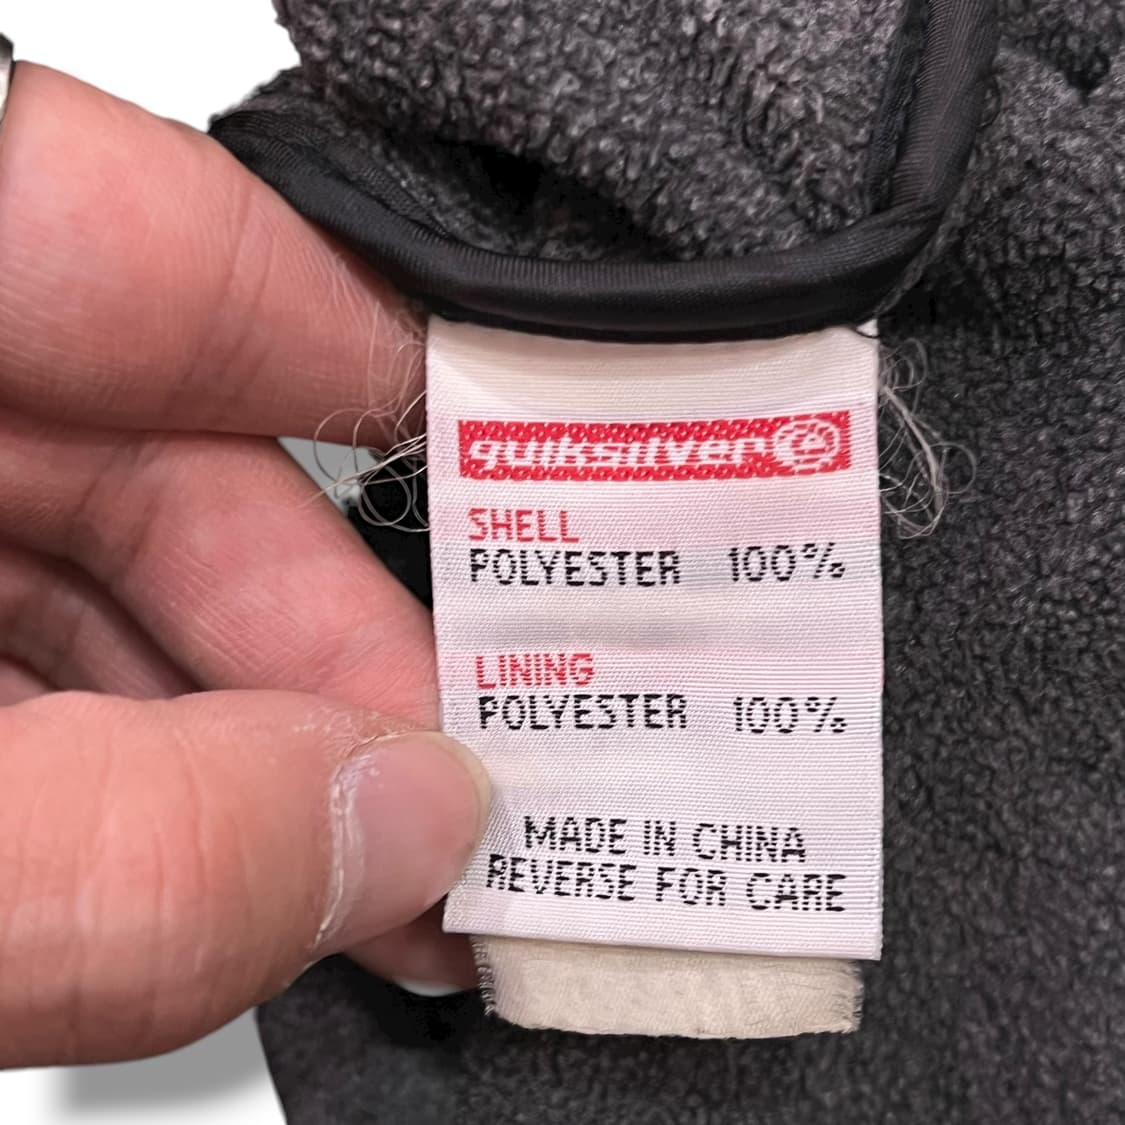 quiksilver
SHELL
POLYESTER 100%
LINING
POLYESTER 100%
MADE IN CHINA
REVERSE FOR CARE